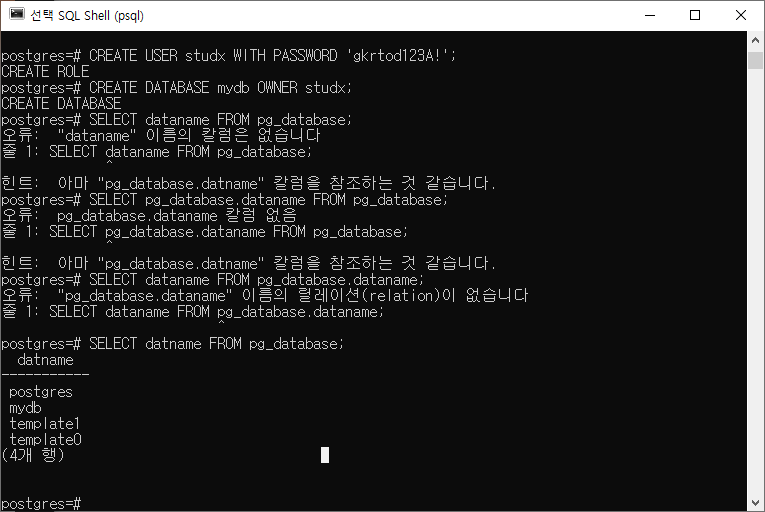 선택 SQL Shell (psql)
postgres=# CREATE USER studx WITH PASSWORD 'gkrtod123A!';
CREATE ROLE
postgres=# CREATE DATABASE mydb OWNER studx;
CREATE DATABASE
postgres=# SELECT dataname FROM pg_database;
오류:  "dataname" 이름의 칼럼은 없습니다
줄 1: SELECT dataname FROM pg_database;
^
힌트:  아마 "pg_database.datname" 칼럼을 참조하는 것 같습니다.
postgres=# SELECT pg_database.dataname FROM pg_database;
오류:  pg_database.dataname 칼럼 없음
줄 1: SELECT pg_database.dataname FROM pg_database;
^
힌트:  아마 "pg_database.datname" 칼럼을 참조하는 것 같습니다.
postgres=# SELECT dataname FROM pg_database.dataname;
오류:  "pg_database.dataname" 이름의 릴레이션(relation)이 없습니다
줄 1: SELECT dataname FROM pg_database.dataname;
^
postgres=# SELECT datname FROM pg_database;
datname
-----------
postgres
mydb
template1
template0
(4개 행)
postgres=#